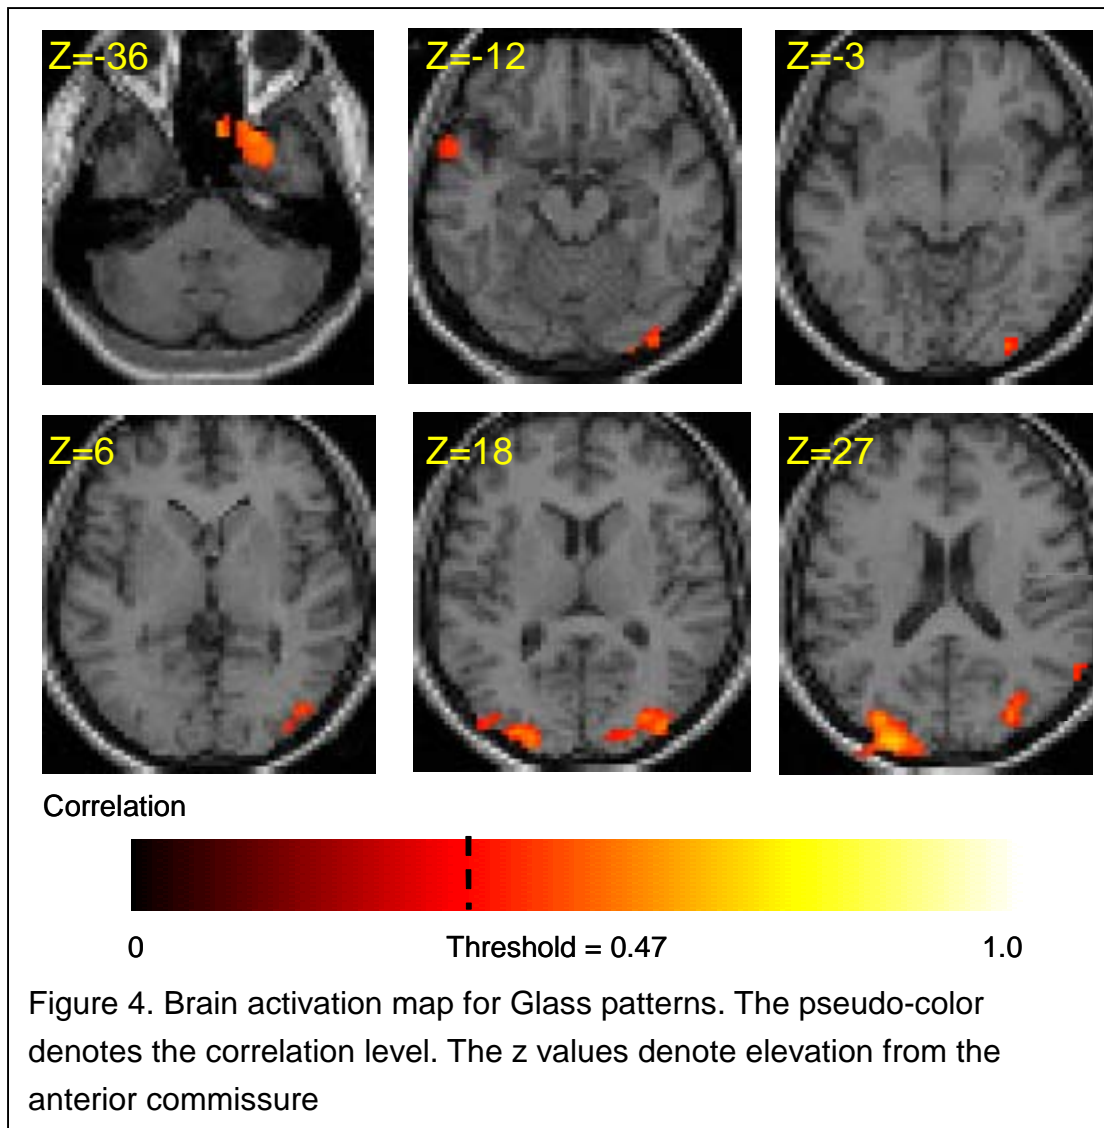 Z=-36 Z=-12 Z=-3
Z=6 Z=18 Z=27
Correlation
0 Threshold = 0.47 1.0
Figure 4. Brain activation map for Glass patterns. The pseudo-color
denotes the correlation level. The z values denote elevation from the
anterior commissure